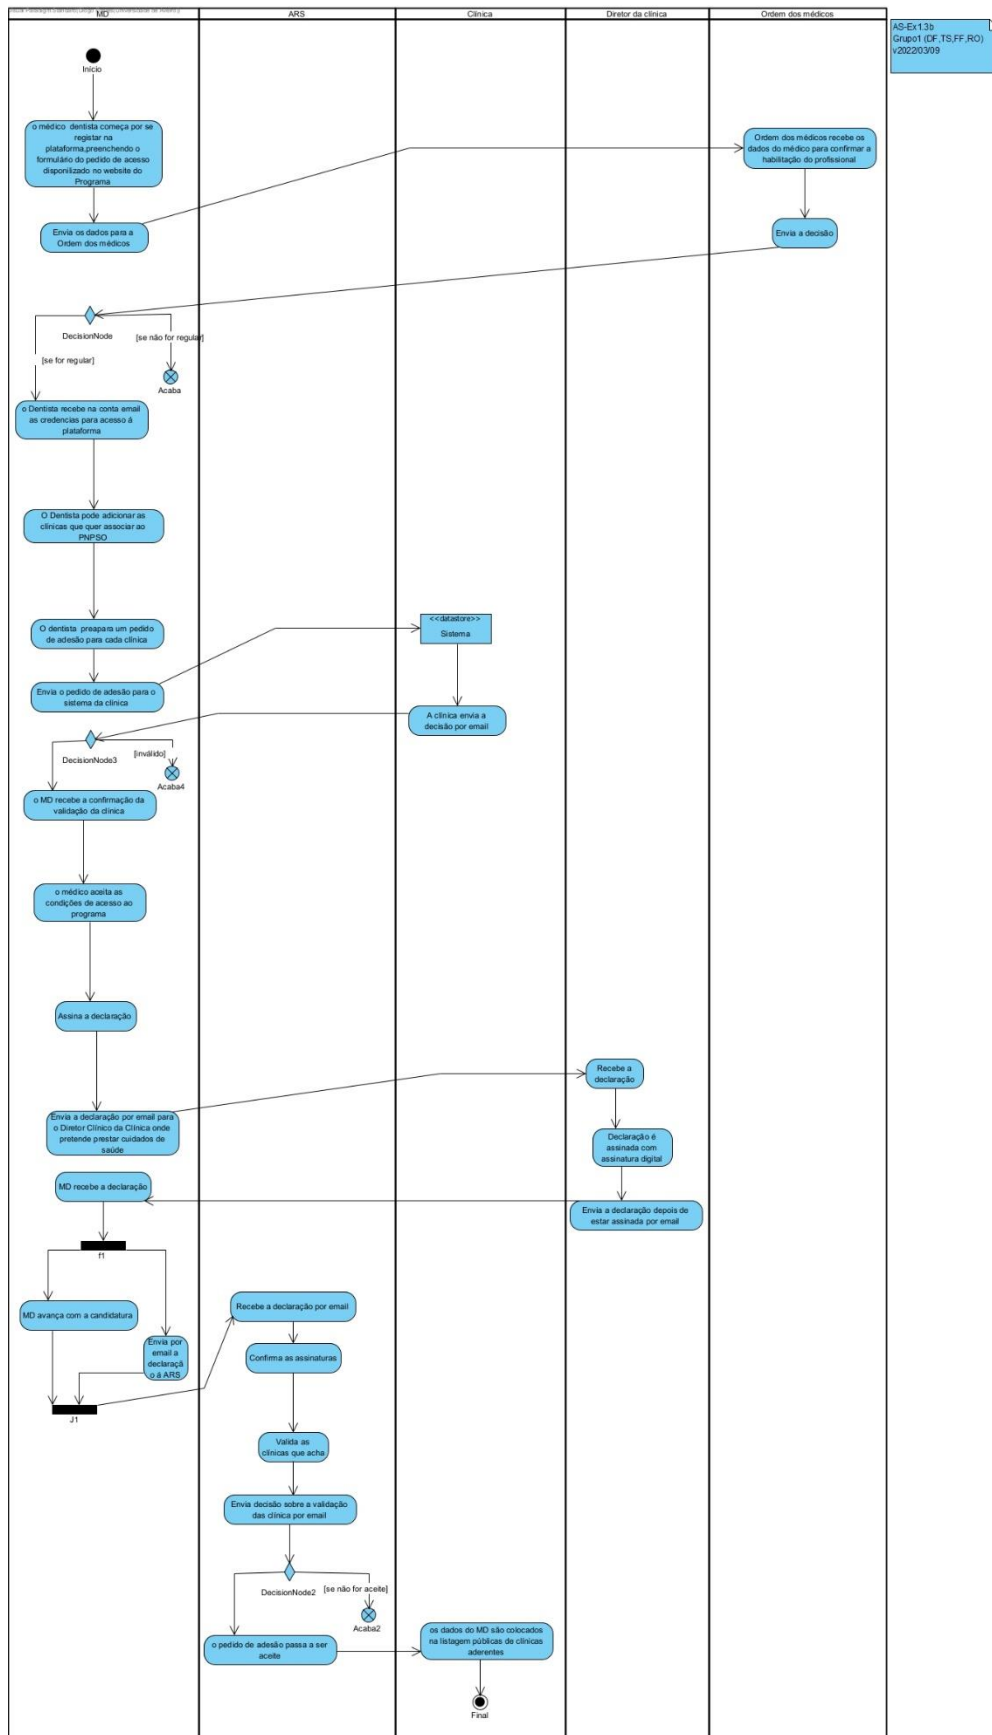 MD
ARS
Clínica
Diretor da clínica
Ordem dos médicos
AS-Ex1.3b
Grupo1 (DF,TS,FF,RO)
v2022/03/09
Início
o médico dentista começa por se
registar na
plataforma,preenchendo o
formulário do pedido de acesso
disponilizado no website do
Programa
Ordem dos médicos recebe os
dados do médico para confirmar a
habilitação do profissional
Envia os dados para a
Ordem dos médicos
Envia a decisão
DecisionNode
[se não for regular]
[se for regular]
Acaba
o Dentista recebe na conta email
as credencias para acesso á
plataforma
O Dentista pode adicionar as
clínicas que quer associar ao
PNPSO
O dentista preapara um pedido
de adesão para cada clínica
<<datastore>>
Sistema
Envia o pedido de adesão para o
sistema da clínica
A clínica envia a
decisão por email
DecisionNode3
[inválido]
Acaba4
o MD recebe a confirmação da
validação da clínica
o médico aceita as
condições de acesso ao
programa
Assina a declaração
Recebe a
declaração
Envia a declaração por email para
o Diretor Clínico da Clínica onde
pretende prestar cuidados de
saúde
Declaração é
assinada com
assinatura digital
MD recebe a declaração
Envia a declaração depois de
estar assinada por email
f1
MD avança com a candidatura
Envia por
email a
declaraçã
o á ARS
J1
Recebe a declaração por email
Confirma as assinaturas
Valida as
clínicas que acha
Envia decisão sobre a validação
das clínica por email
DecisionNode2
[se não for aceite]
Acaba2
o pedido de adesão passa a ser
aceite
os dados do MD são colocados
na listagem públicas de clínicas
aderentes
Final